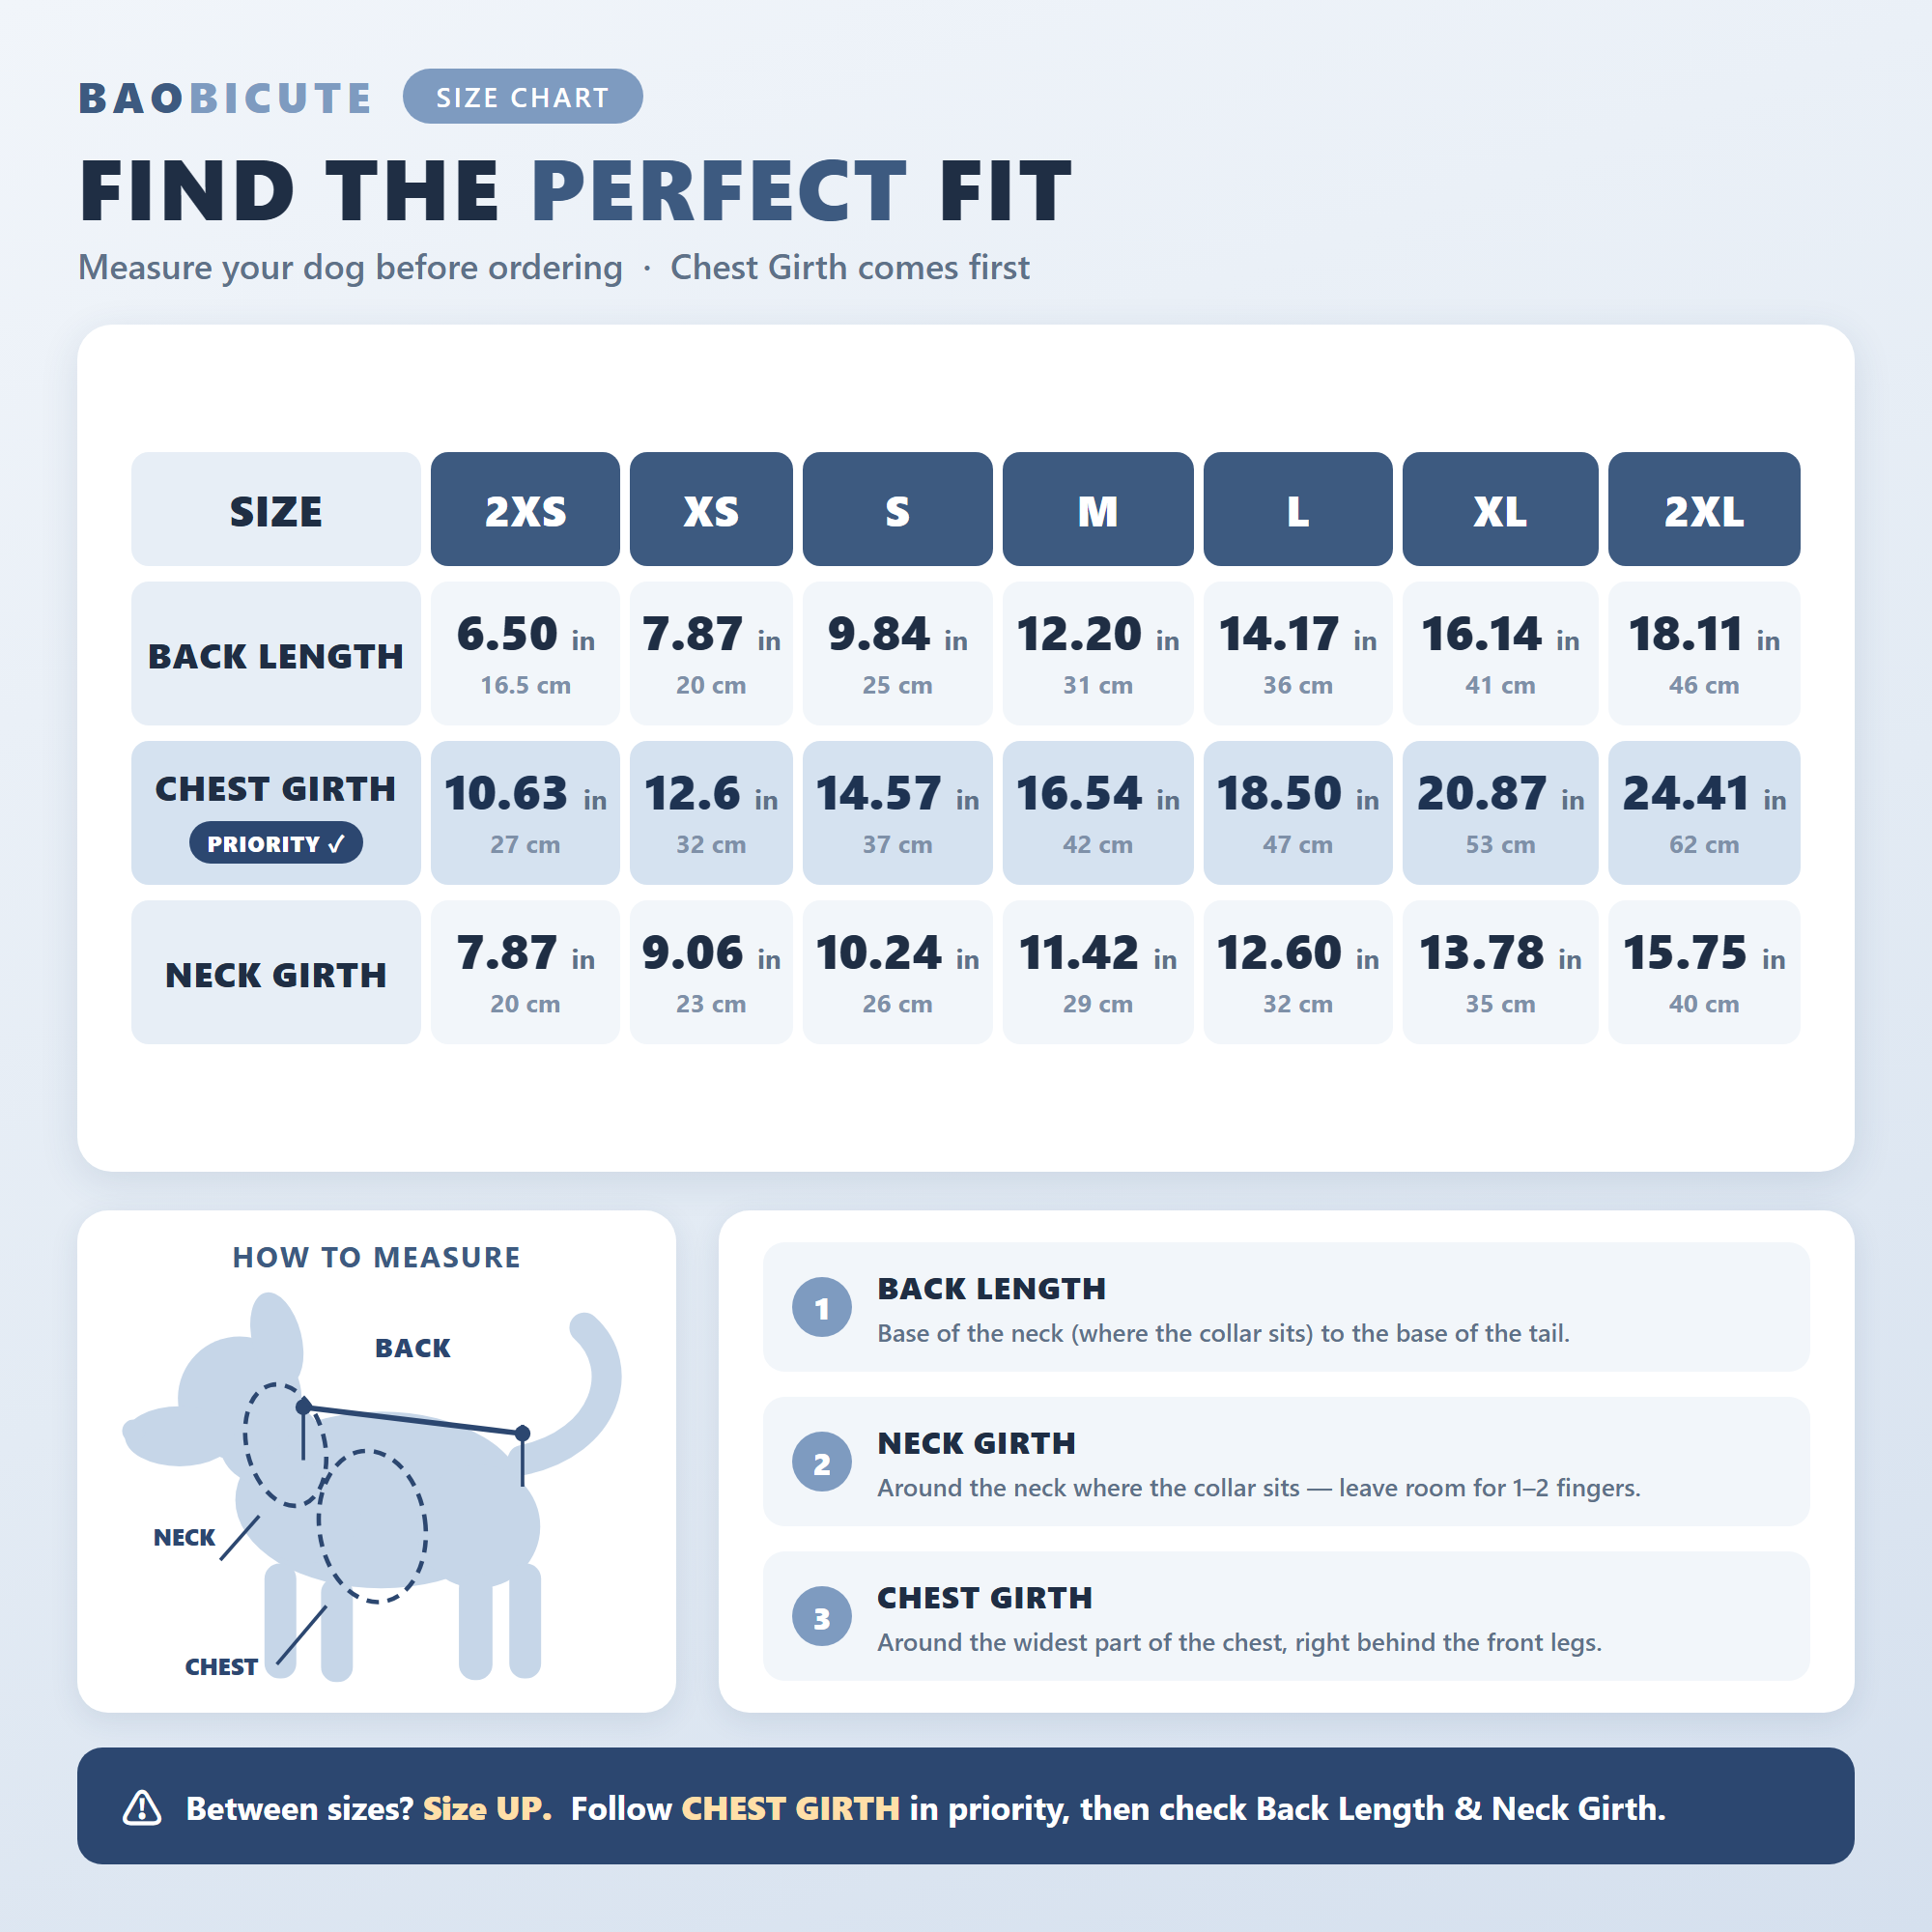 BAOBICUTE SIZE CHART
FIND THE PERFECT FIT
Measure your dog before ordering · Chest Girth comes first
SIZE 2XS XS S M L XL 2XL
BACK LENGTH 6.50 in 7.87 in 9.84 in 12.20 in 14.17 in 16.14 in 18.11 in
16.5 cm 20 cm 25 cm 31 cm 36 cm 41 cm 46 cm
CHEST GIRTH 10.63 in 12.6 in 14.57 in 16.54 in 18.50 in 20.87 in 24.41 in
PRIORITY ✓ 27 cm 32 cm 37 cm 42 cm 47 cm 53 cm 62 cm
NECK GIRTH 7.87 in 9.06 in 10.24 in 11.42 in 12.60 in 13.78 in 15.75 in
20 cm 23 cm 26 cm 29 cm 32 cm 35 cm 40 cm
HOW TO MEASURE
BACK
NECK
CHEST
1 BACK LENGTH
Base of the neck (where the collar sits) to the base of the tail.
2 NECK GIRTH
Around the neck where the collar sits — leave room for 1–2 fingers.
3 CHEST GIRTH
Around the widest part of the chest, right behind the front legs.
⚠ Between sizes? Size UP. Follow CHEST GIRTH in priority, then check Back Length & Neck Girth.